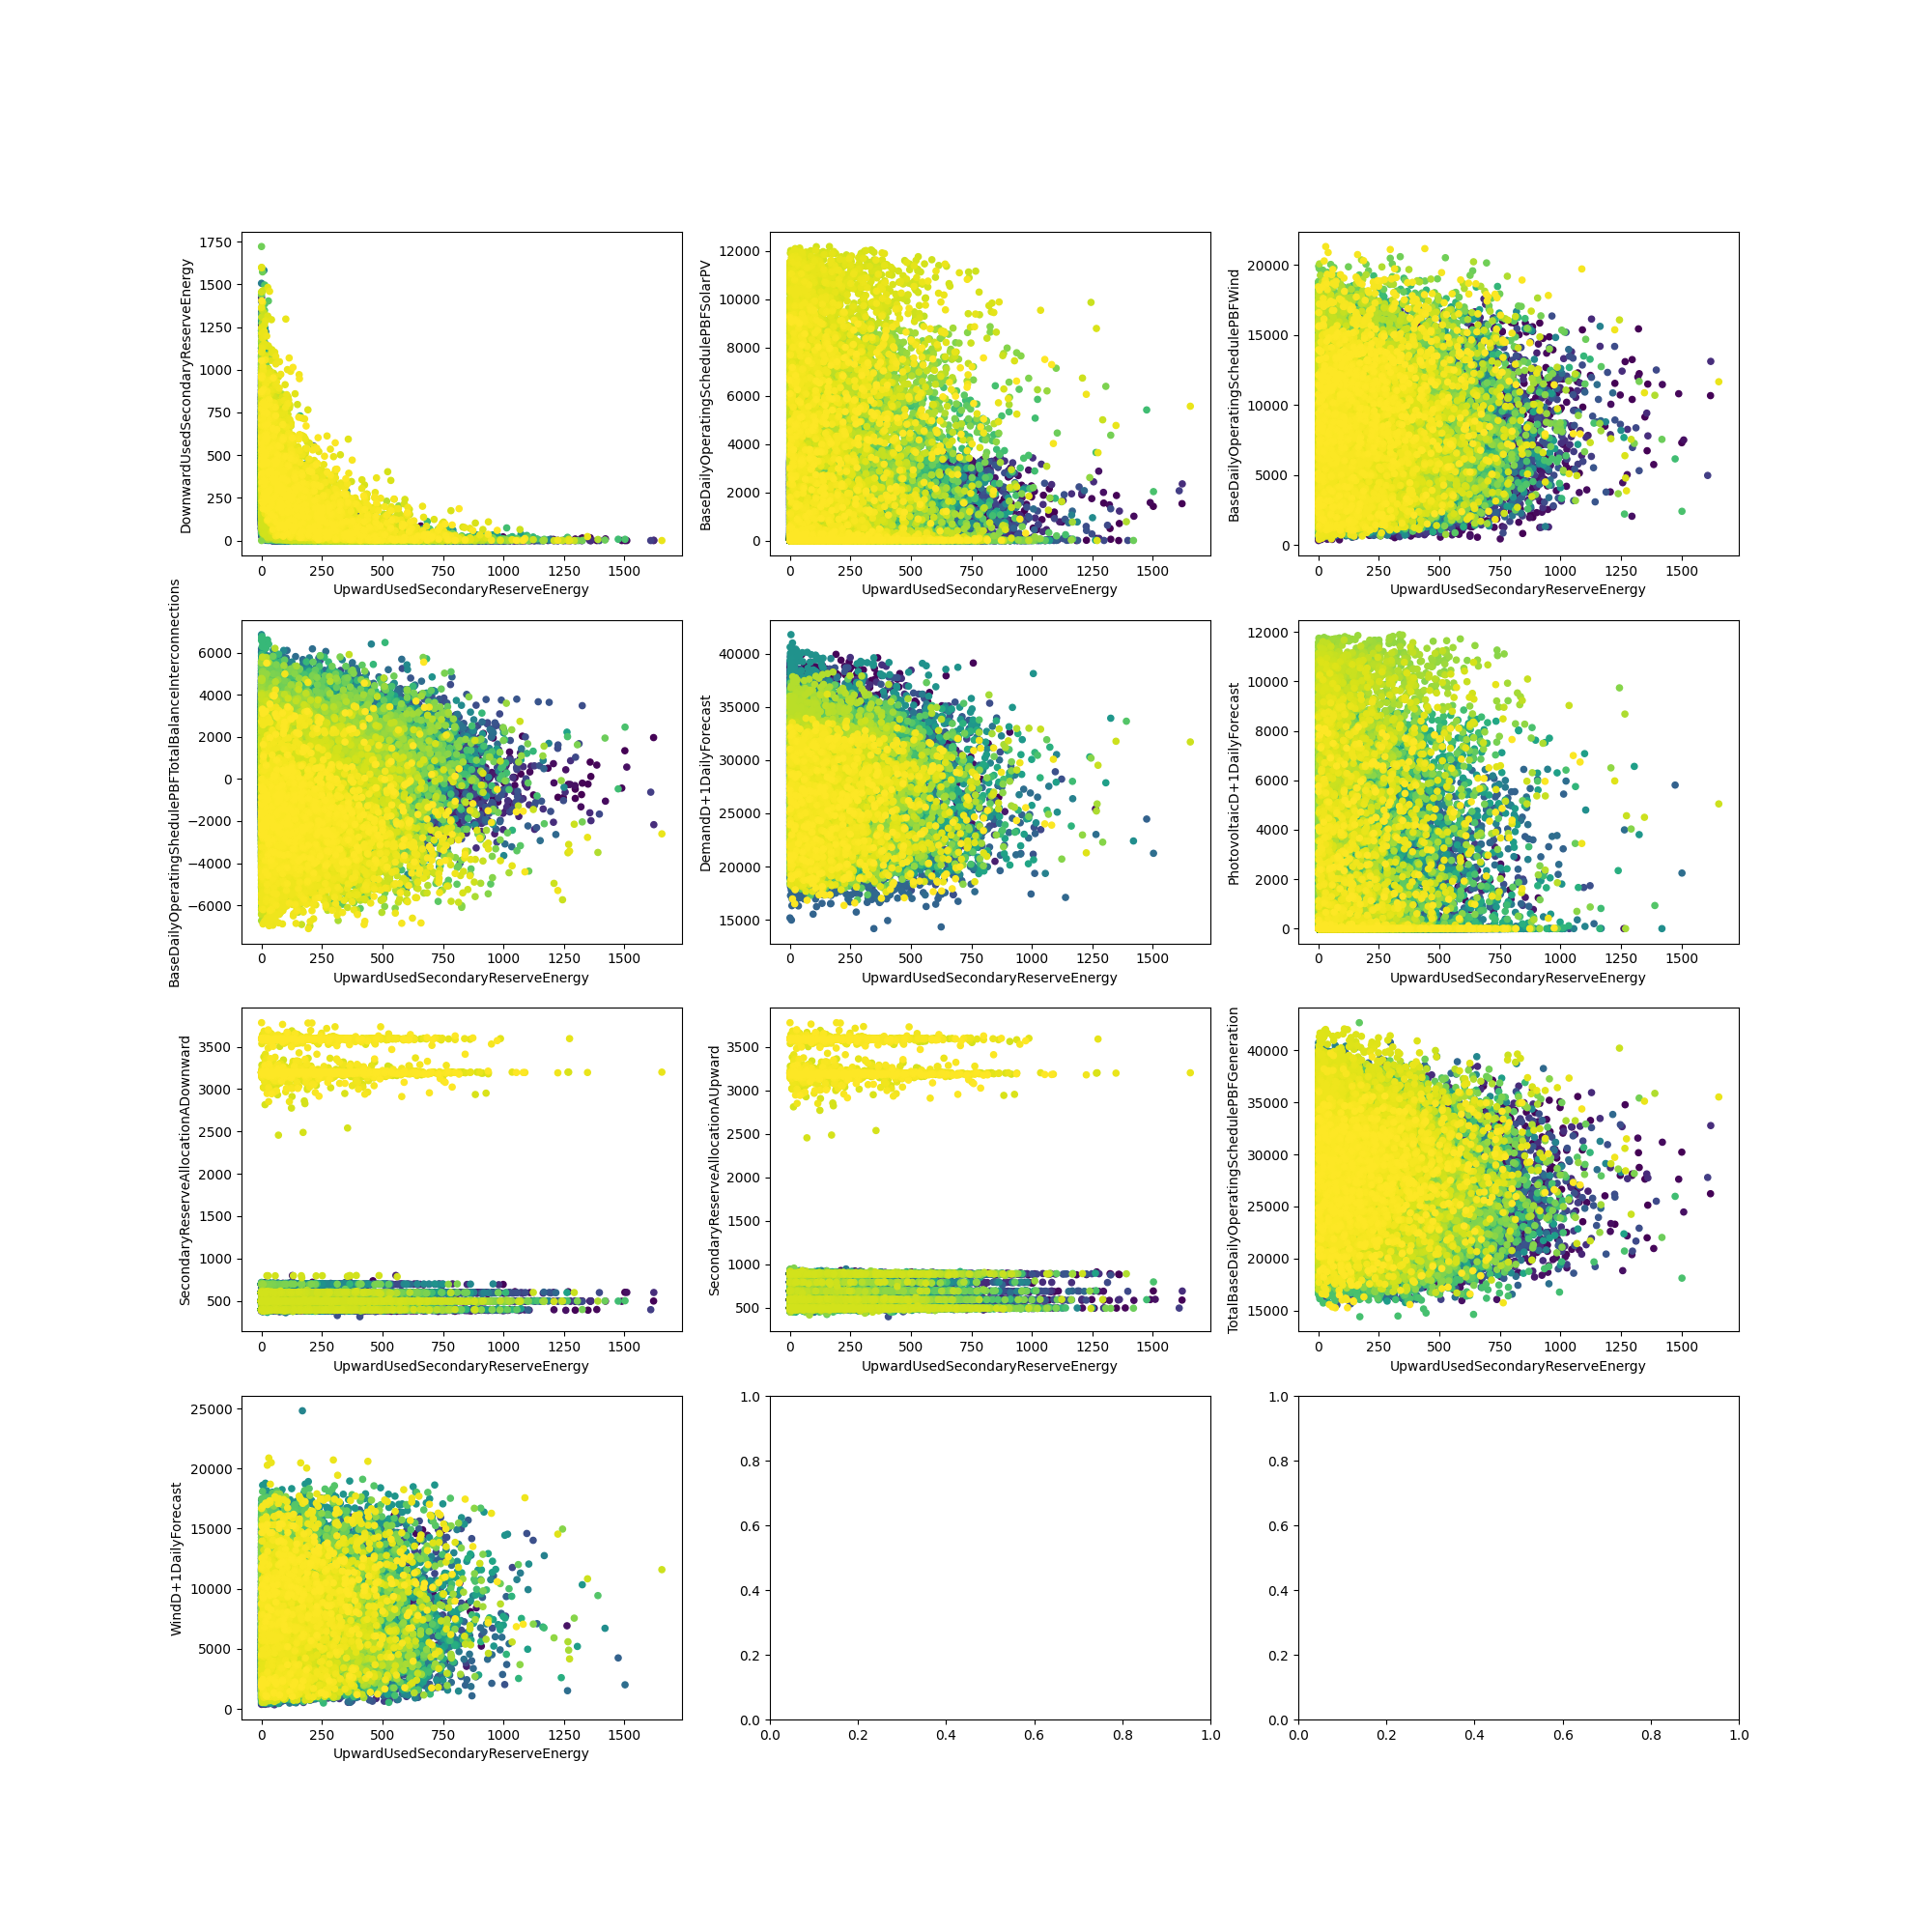 DownwardUsedSecondaryReserveEnergy
1750
1500
1250
1000
750
500
250
0
0 250 500 750 1000 1250 1500
UpwardUsedSecondaryReserveEnergy
BaseDailyOperatingSchedulePBFSolarPV
12000
10000
8000
6000
4000
2000
0
0 250 500 750 1000 1250 1500
UpwardUsedSecondaryReserveEnergy
BaseDailyOperatingSchedulePBFWind
20000
15000
10000
5000
0
0 250 500 750 1000 1250 1500
UpwardUsedSecondaryReserveEnergy
BaseDailyOperatingShedulePBFTotalBalanceInterconnections
6000
4000
2000
0
−2000
−4000
−6000
0 250 500 750 1000 1250 1500
UpwardUsedSecondaryReserveEnergy
DemandD+1DailyForecast
40000
35000
30000
25000
20000
15000
0 250 500 750 1000 1250 1500
UpwardUsedSecondaryReserveEnergy
PhotovoltaicD+1DailyForecast
12000
10000
8000
6000
4000
2000
0
0 250 500 750 1000 1250 1500
UpwardUsedSecondaryReserveEnergy
SecondaryReserveAllocationADownward
3500
3000
2500
2000
1500
1000
500
0 250 500 750 1000 1250 1500
UpwardUsedSecondaryReserveEnergy
SecondaryReserveAllocationAUpward
3500
3000
2500
2000
1500
1000
500
0 250 500 750 1000 1250 1500
UpwardUsedSecondaryReserveEnergy
TotalBaseDailyOperatingSchedulePBFGeneration
40000
35000
30000
25000
20000
15000
0 250 500 750 1000 1250 1500
UpwardUsedSecondaryReserveEnergy
WindD+1DailyForecast
25000
20000
15000
10000
5000
0
0 250 500 750 1000 1250 1500
UpwardUsedSecondaryReserveEnergy
1.0
0.8
0.6
0.4
0.2
0.0
0.0 0.2 0.4 0.6 0.8 1.0
1.0
0.8
0.6
0.4
0.2
0.0
0.0 0.2 0.4 0.6 0.8 1.0